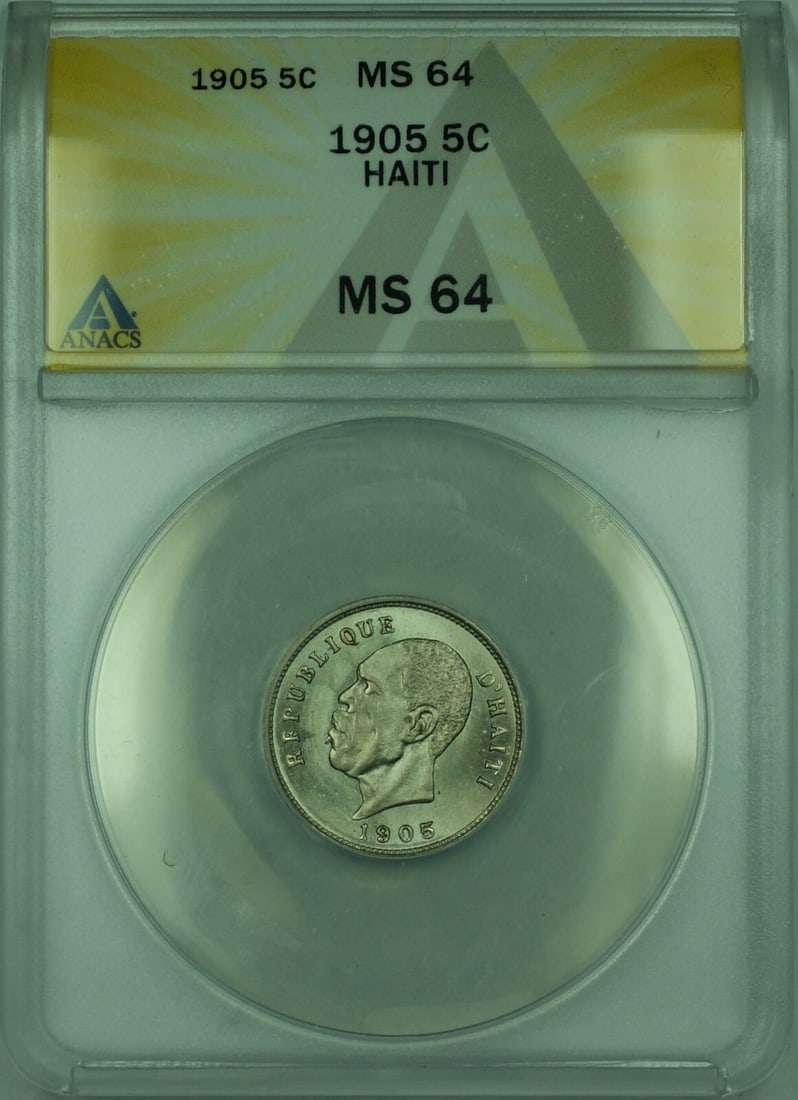 1905 5C MS 64
1905 5C
HAITI
MS 64
ANACS
REPUBLIQUE D'HAITI
1905